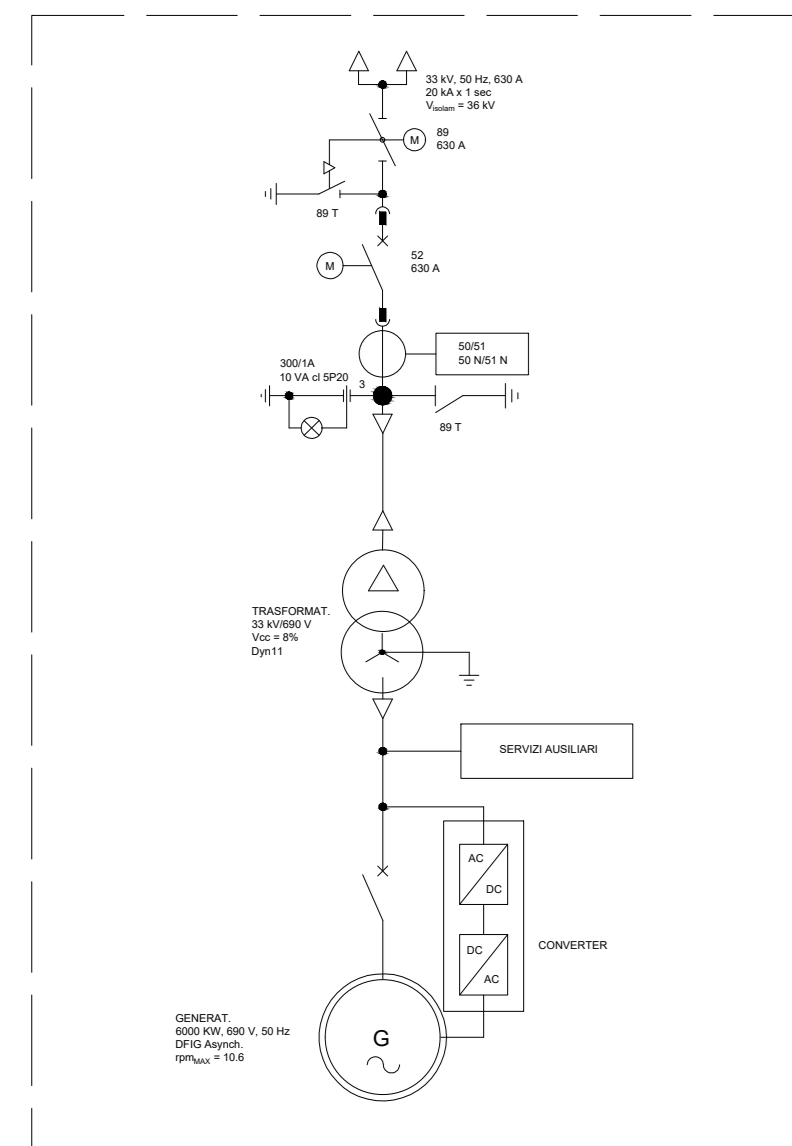 33 kV, 50 Hz, 630 A
20 kA x 1 sec
Visolam = 36 kV
M
89
630 A
89 T
52
630 A
M
50/51
50 N/51 N
300/1A
10 VA cl 5P20
3
89 T
TRASFORMAT.
33 kV/690 V
Vcc = 8%
Dyn11
SERVIZI AUSILIARI
AC
DC
CONVERTER
DC
AC
GENERAT.
6000 KW, 690 V, 50 Hz
DFIG Asynch.
rpmMAX = 10.6
G